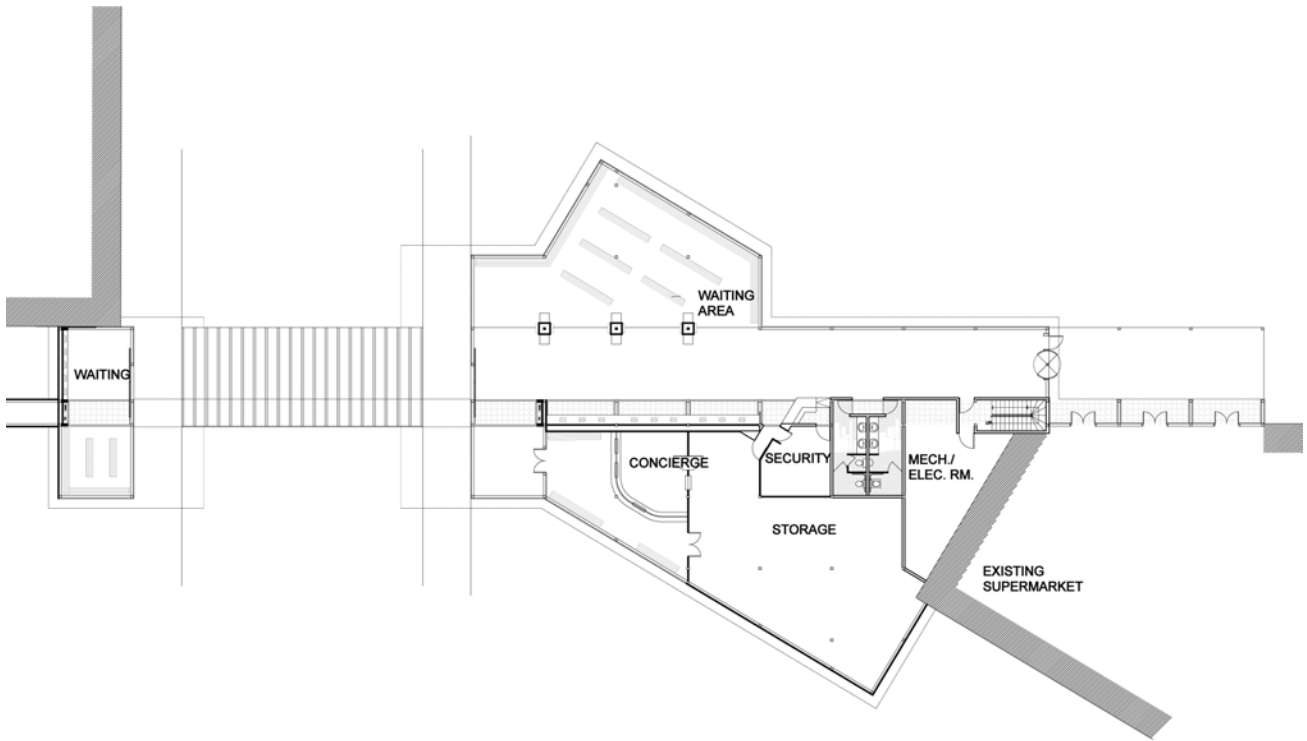 WAITING
AREA
WAITING
CONCIERGE
SECURITY
MECH./
ELEC. RM.
STORAGE
EXISTING
SUPERMARKET